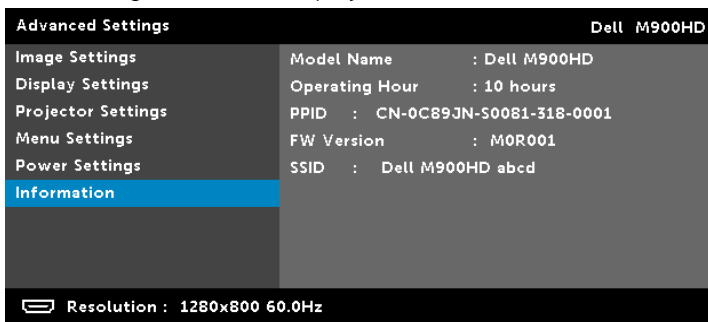 Advanced Settings Dell M900HD
Image Settings
Display Settings
Projector Settings
Menu Settings
Power Settings
Information
Model Name : Dell M900HD
Operating Hour : 10 hours
PPID : CN-0C89JN-S0081-318-0001
FW Version : M0R001
SSID : Dell M900HD abcd
Resolution : 1280x800 60.0Hz